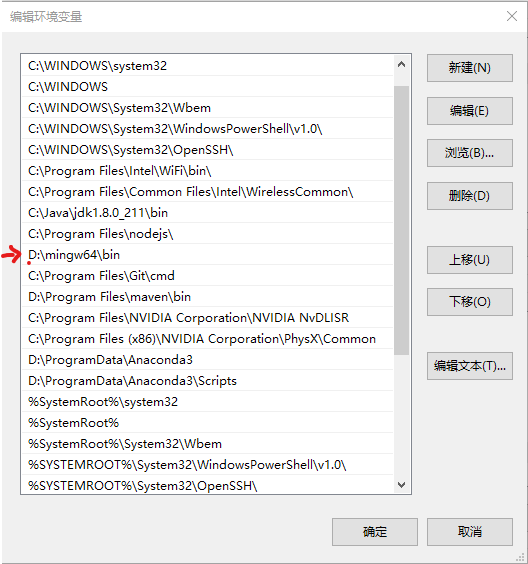 编辑环境变量
C:\WINDOWS\system32
C:\WINDOWS
C:\WINDOWS\System32\Wbem
C:\WINDOWS\System32\WindowsPowerShell\v1.0\
C:\WINDOWS\System32\OpenSSH\
C:\Program Files\Intel\WiFi\bin\
C:\Program Files\Common Files\Intel\WirelessCommon\
C:\Java\jdk1.8.0_211\bin
C:\Program Files\nodejs\
D:\mingw64\bin
C:\Program Files\Git\cmd
D:\Program Files\maven\bin
C:\Program Files\NVIDIA Corporation\NVIDIA NvDLISR
C:\Program Files (x86)\NVIDIA Corporation\PhysX\Common
D:\ProgramData\Anaconda3
D:\ProgramData\Anaconda3\Scripts
%SystemRoot%\system32
%SystemRoot%
%SystemRoot%\System32\Wbem
%SYSTEMROOT%\System32\WindowsPowerShell\v1.0\
%SYSTEMROOT%\System32\OpenSSH\
新建(N)
编辑(E)
浏览(B)...
删除(D)
上移(U)
下移(O)
编辑文本(T)...
确定
取消